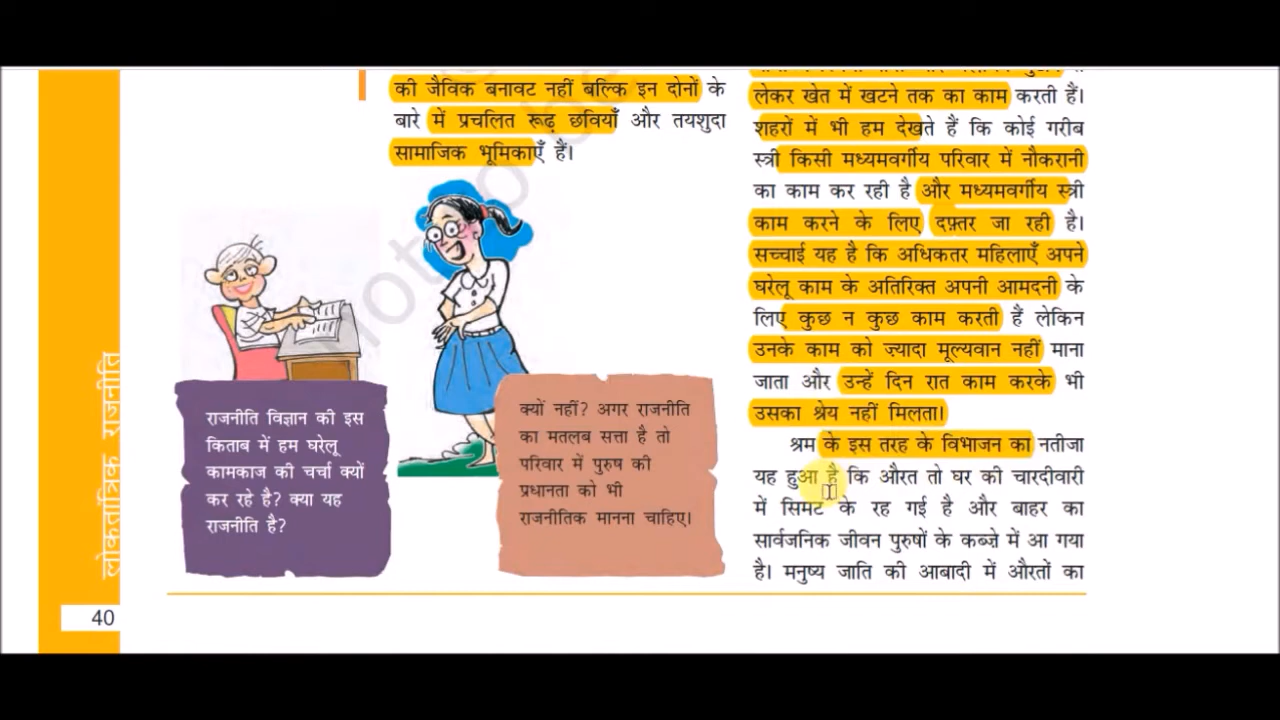 की जैविक बनावट नहीं बल्कि इन दोनों के
बारे में प्रचलित रूढ़ छवियाँ और तयशुदा
सामाजिक भूमिकाएँ हैं।
राजनीति विज्ञान की इस
किताब में हम घरेलू
कामकाज की चर्चा क्यों
कर रहे है? क्या यह
राजनीति है?
क्यों नहीं? अगर राजनीति
का मतलब सत्ता है तो
परिवार में पुरुष की
प्रधानता को भी
राजनीतिक मानना चाहिए।
लेकर खेत में खटने तक का काम करती हैं।
शहरों में भी हम देखते हैं कि कोई गरीब
स्त्री किसी मध्यमवर्गीय परिवार में नौकरानी
का काम कर रही है और मध्यमवर्गीय स्त्री
काम करने के लिए दफ़्तर जा रही है।
सच्चाई यह है कि अधिकतर महिलाएँ अपने
घरेलू काम के अतिरिक्त अपनी आमदनी के
लिए कुछ न कुछ काम करती हैं लेकिन
उनके काम को ज़्यादा मूल्यवान नहीं माना
जाता और उन्हें दिन रात काम करके भी
उसका श्रेय नहीं मिलता।
श्रम के इस तरह के विभाजन का नतीजा
यह हुआ है कि औरत तो घर की चारदीवारी
में सिमट के रह गई है और बाहर का
सार्वजनिक जीवन पुरुषों के कब्ज़े में आ गया
है। मनुष्य जाति की आबादी में औरतों का
लोकतांत्रिक राजनीति
40